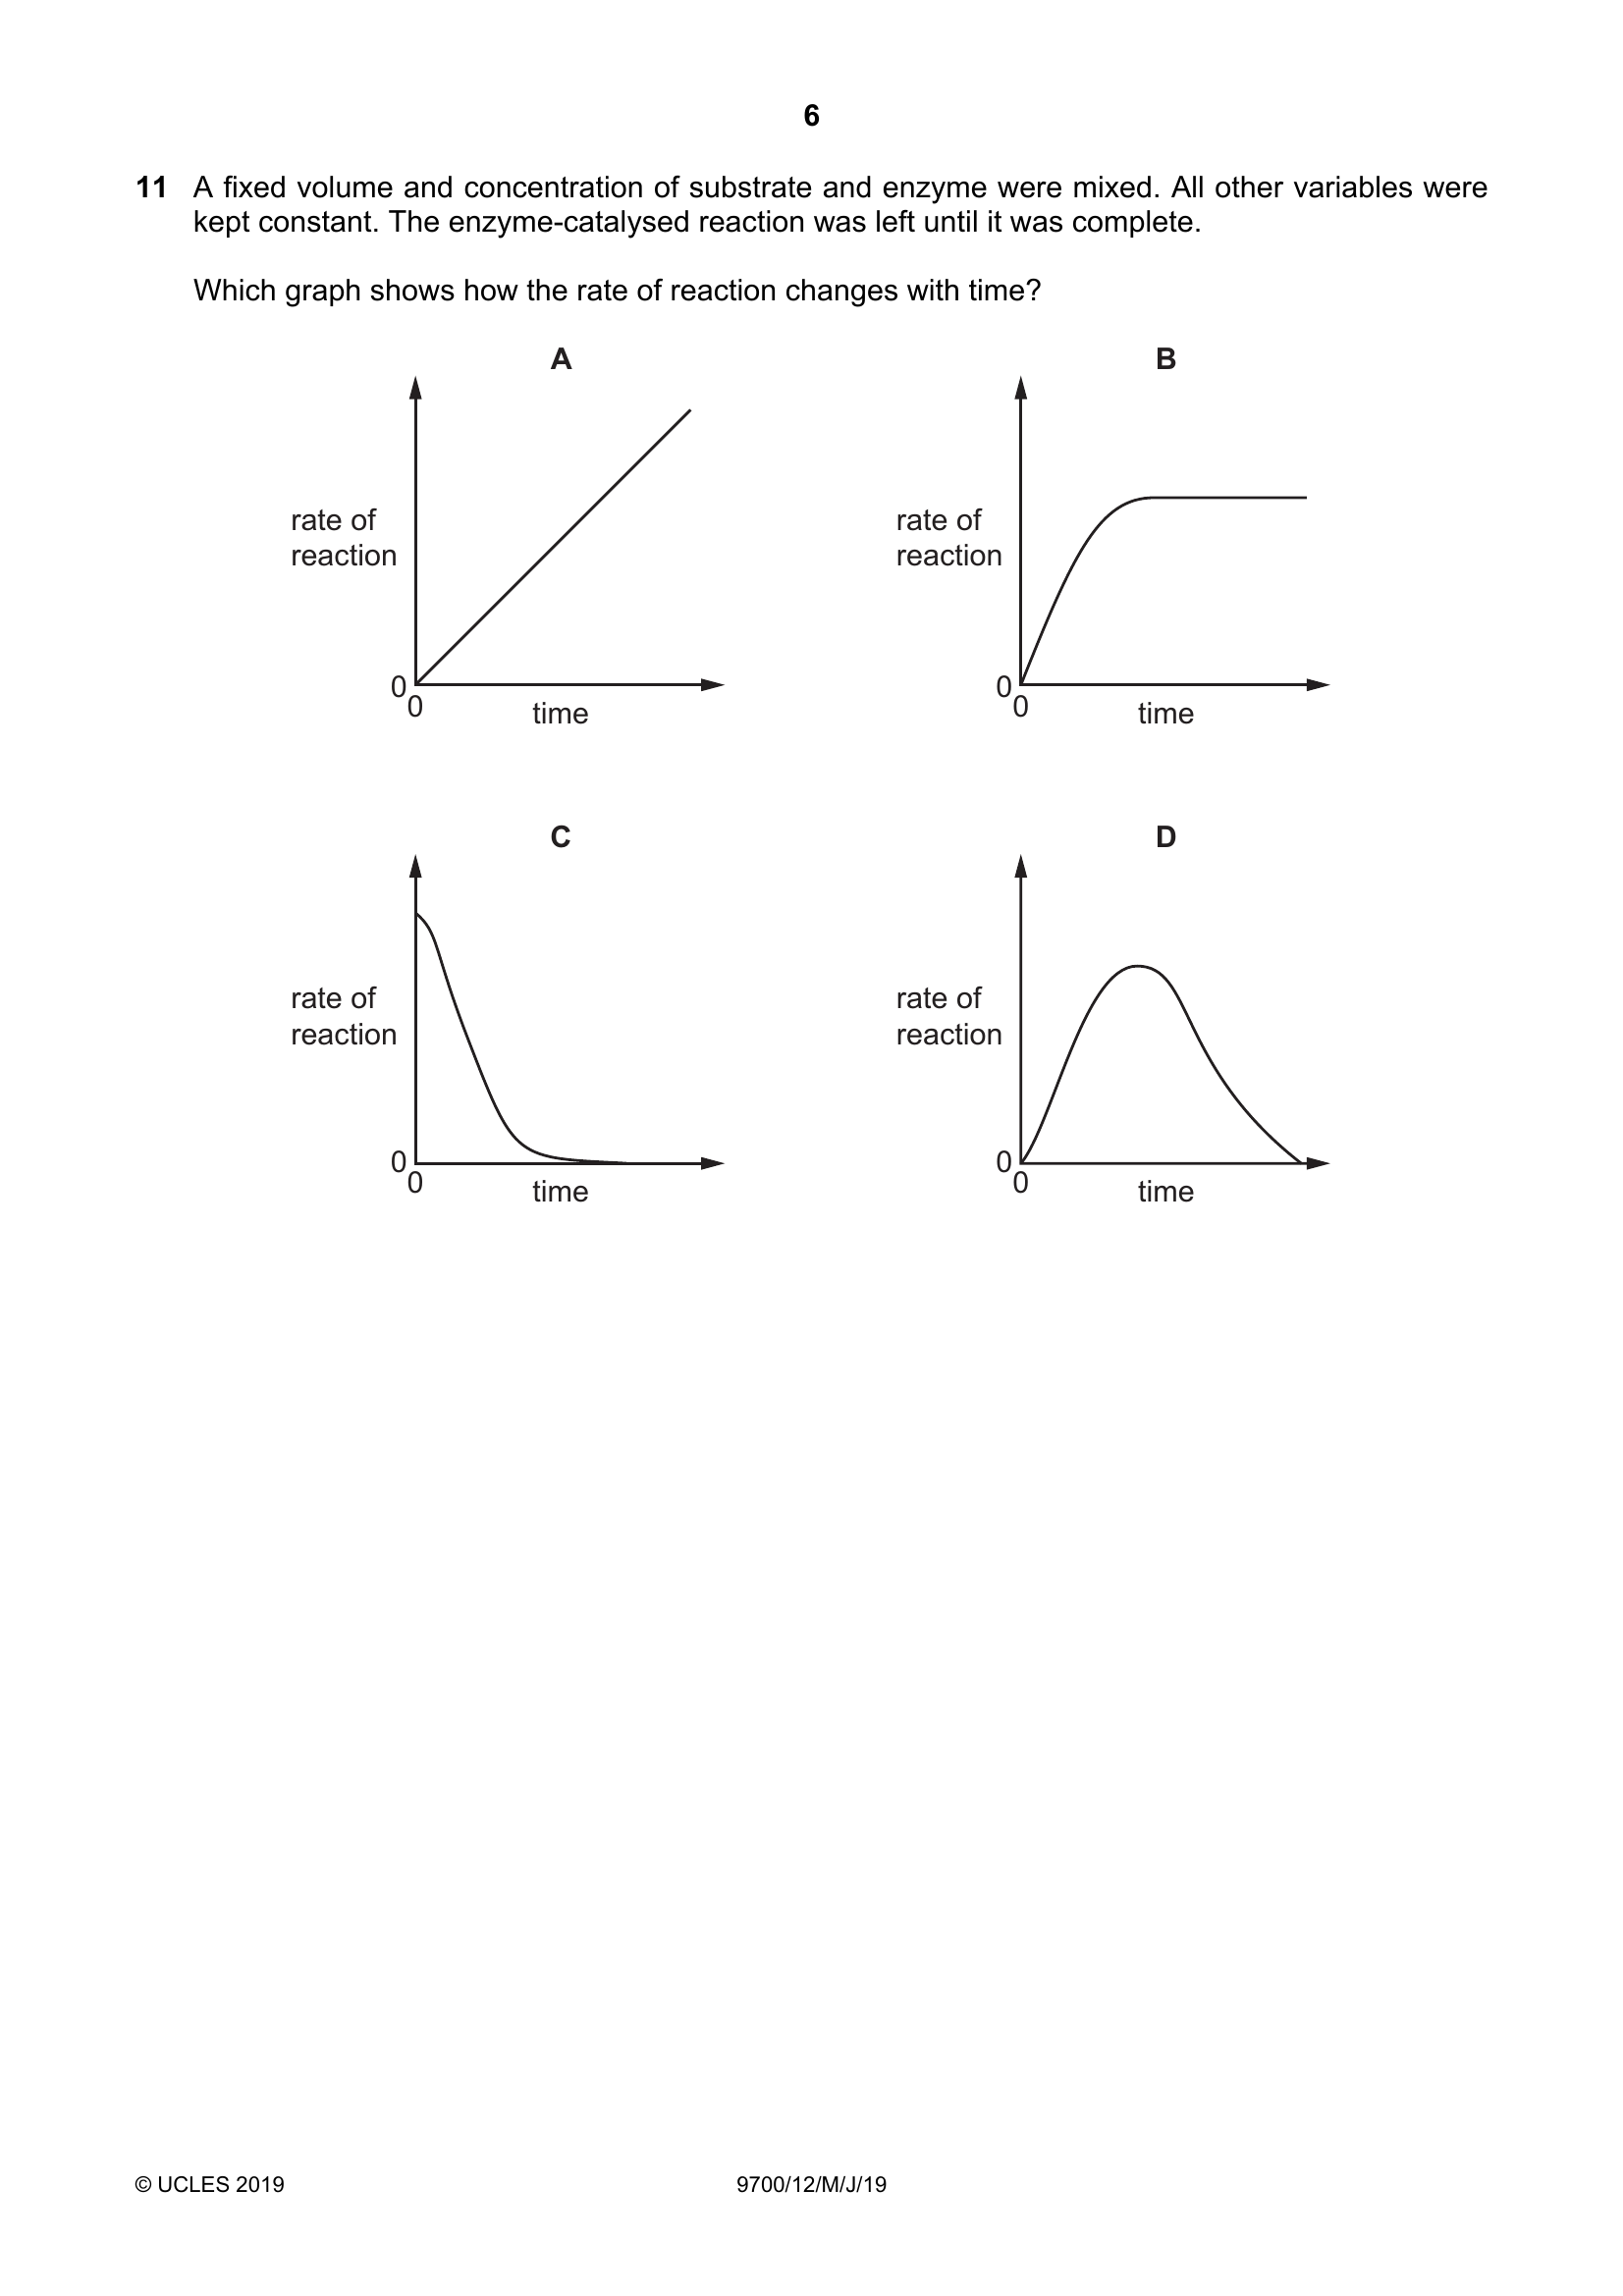 6
11 A fixed volume and concentration of substrate and enzyme were mixed. All other variables were
kept constant. The enzyme-catalysed reaction was left until it was complete.
Which graph shows how the rate of reaction changes with time?
A
rate of
reaction
0
0
time
B
rate of
reaction
0
0
time
C
rate of
reaction
0
0
time
D
rate of
reaction
0
0
time
© UCLES 2019 9700/12/M/J/19